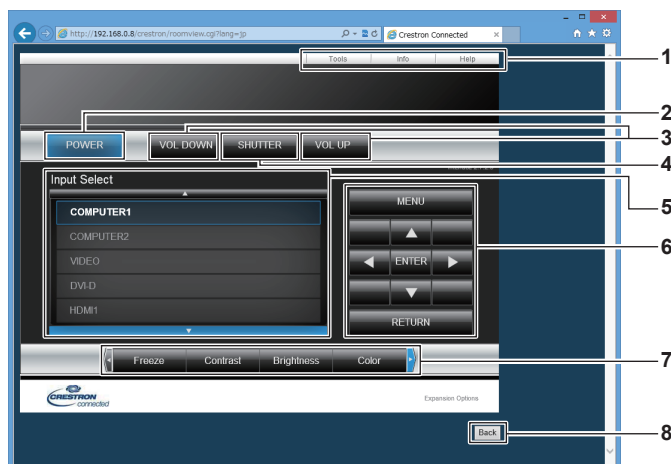 http://192.168.0.8/crestron/roomview.cgi?lang=jp
Crestron Connected
Tools Info Help
1
2
POWER VOL DOWN SHUTTER VOL UP
3
4
Input Select
MENU
5
COMPUTER1
COMPUTER2
ENTER
6
VIDEO
DVI-D
HDMI1
RETURN
Freeze Contrast Brightness Color
7
CRESTRON
connected
Expansion Options
Back
8